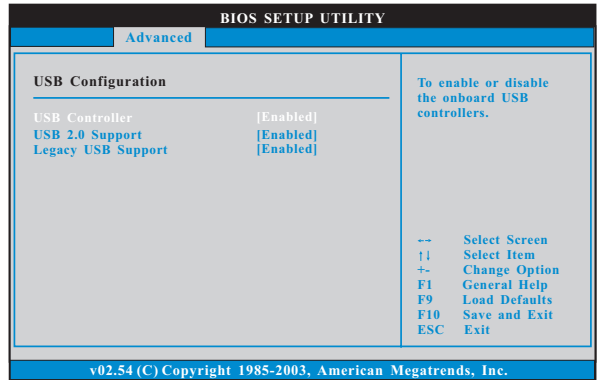 BIOS SETUP UTILITY
Advanced
USB Configuration
USB Controller [Enabled]
USB 2.0 Support [Enabled]
Legacy USB Support [Enabled]
To enable or disable
the onboard USB
controllers.
←→ Select Screen
↑↓ Select Item
+- Change Option
F1 General Help
F9 Load Defaults
F10 Save and Exit
ESC Exit
v02.54 (C) Copyright 1985-2003, American Megatrends, Inc.